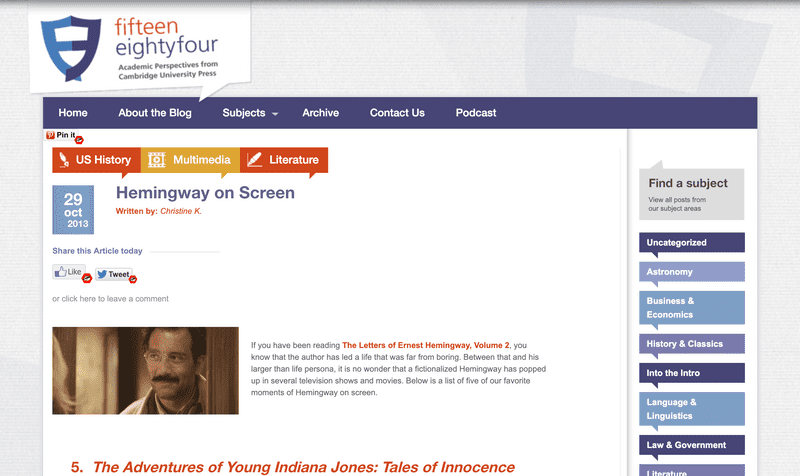 fifteen
eightyfour
Academic Perspectives from
Cambridge University Press
Home About the Blog Subjects Archive Contact Us Podcast
Pin it
US History Multimedia Literature
29
oct
2013
Hemingway on Screen
Written by: Christine K.
Share this Article today
Like Tweet
or click here to leave a comment
If you have been reading The Letters of Ernest Hemingway, Volume 2, you
know that the author has led a life that was far from boring. Between that and his
larger than life persona, it is no wonder that a fictionalized Hemingway has popped
up in several television shows and movies. Below is a list of five of our favorite
moments of Hemingway on screen.
5. The Adventures of Young Indiana Jones: Tales of Innocence
Find a subject
View all posts from
our subject areas
Uncategorized
Astronomy
Business &
Economics
History & Classics
Into the Intro
Language &
Linguistics
Law & Government
Literature